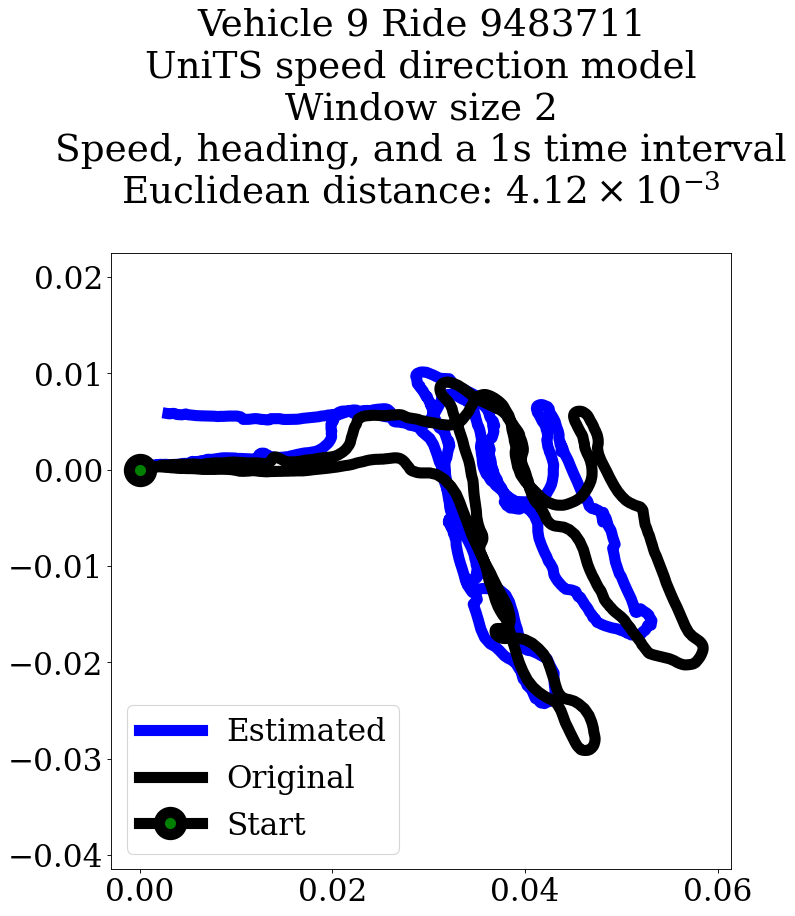 Vehicle 9 Ride 9483711
UniTS speed direction model
Window size 2
Speed, heading, and a 1s time interval
Euclidean distance: 4.12 × 10⁻³
0.02
0.01
0.00
−0.01
−0.02
−0.03
−0.04
Estimated
Original
Start
0.00 0.02 0.04 0.06